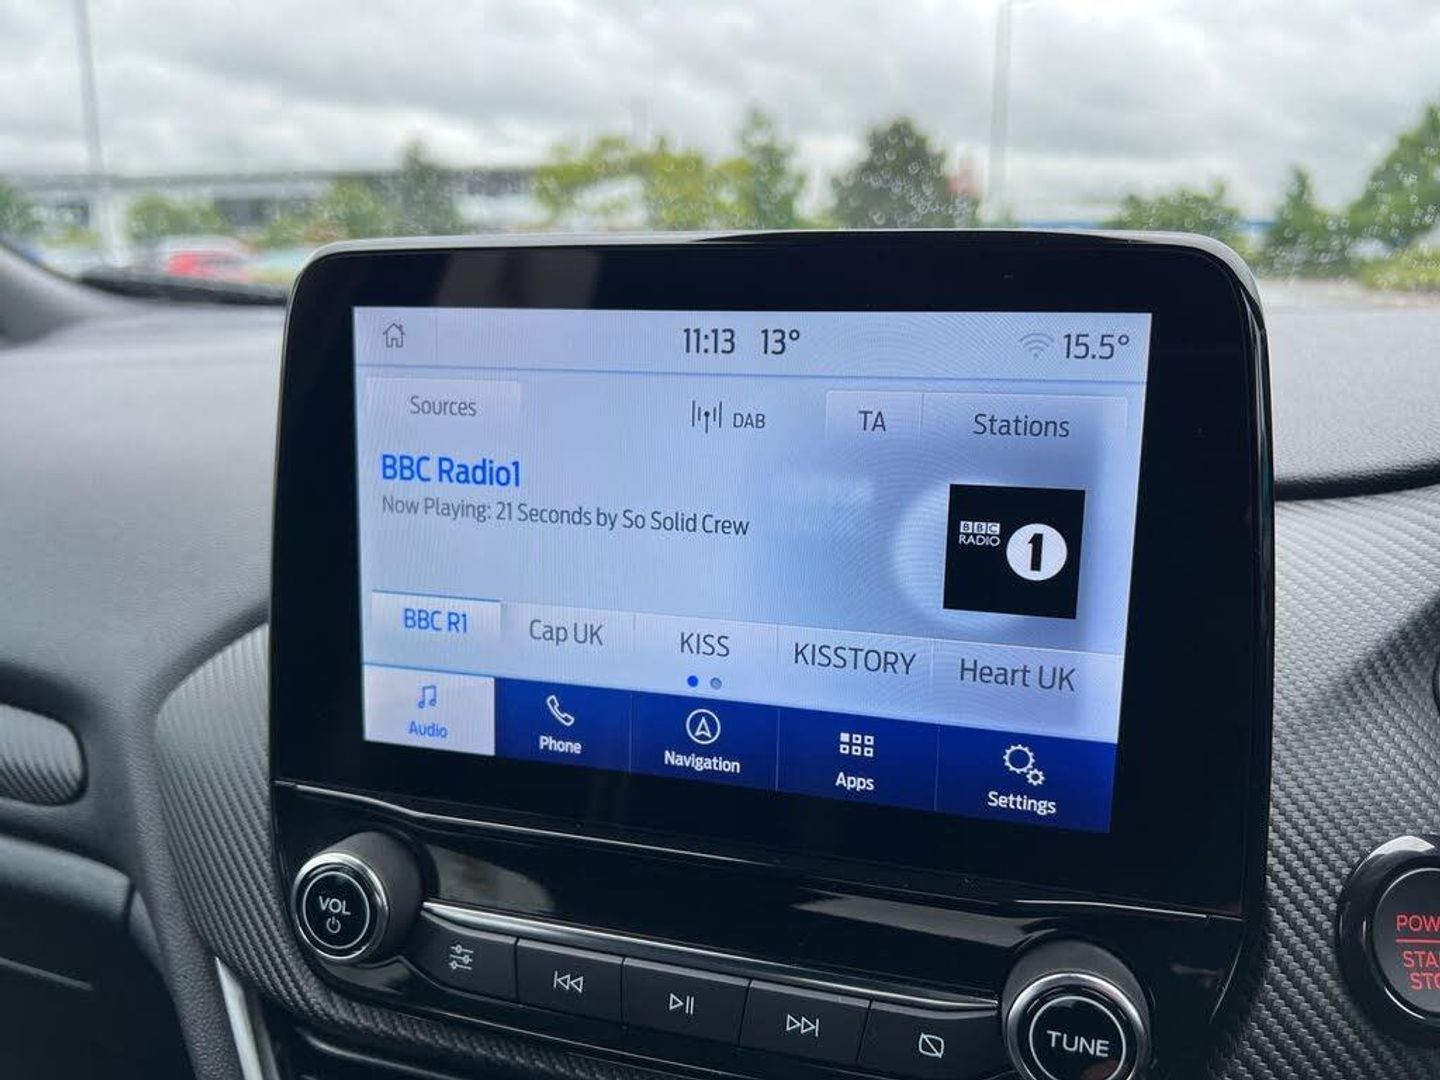 11:13 13° 15.5°
Sources DAB TA Stations
BBC Radio1
Now Playing: 21 Seconds by So Solid Crew
BBC
RADIO 1
BBC R1 Cap UK KISS KISSTORY Heart UK
Audio Phone Navigation Apps Settings
VOL
TUNE